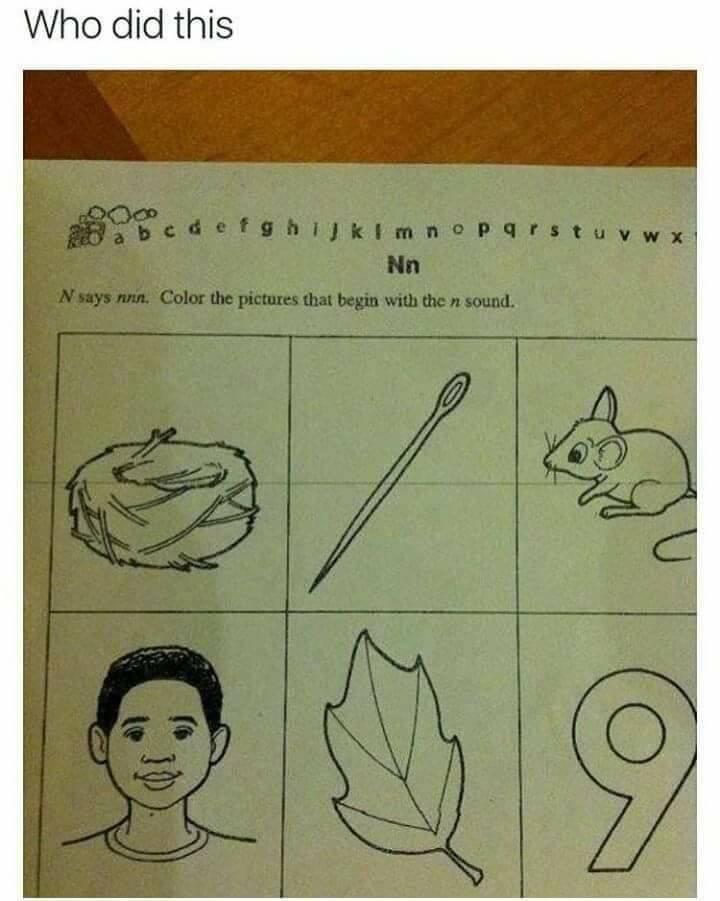 Who did this
a b c d e f g h i j k l m n o p q r s t u v w x
Nn
N says nnn. Color the pictures that begin with the n sound.
9